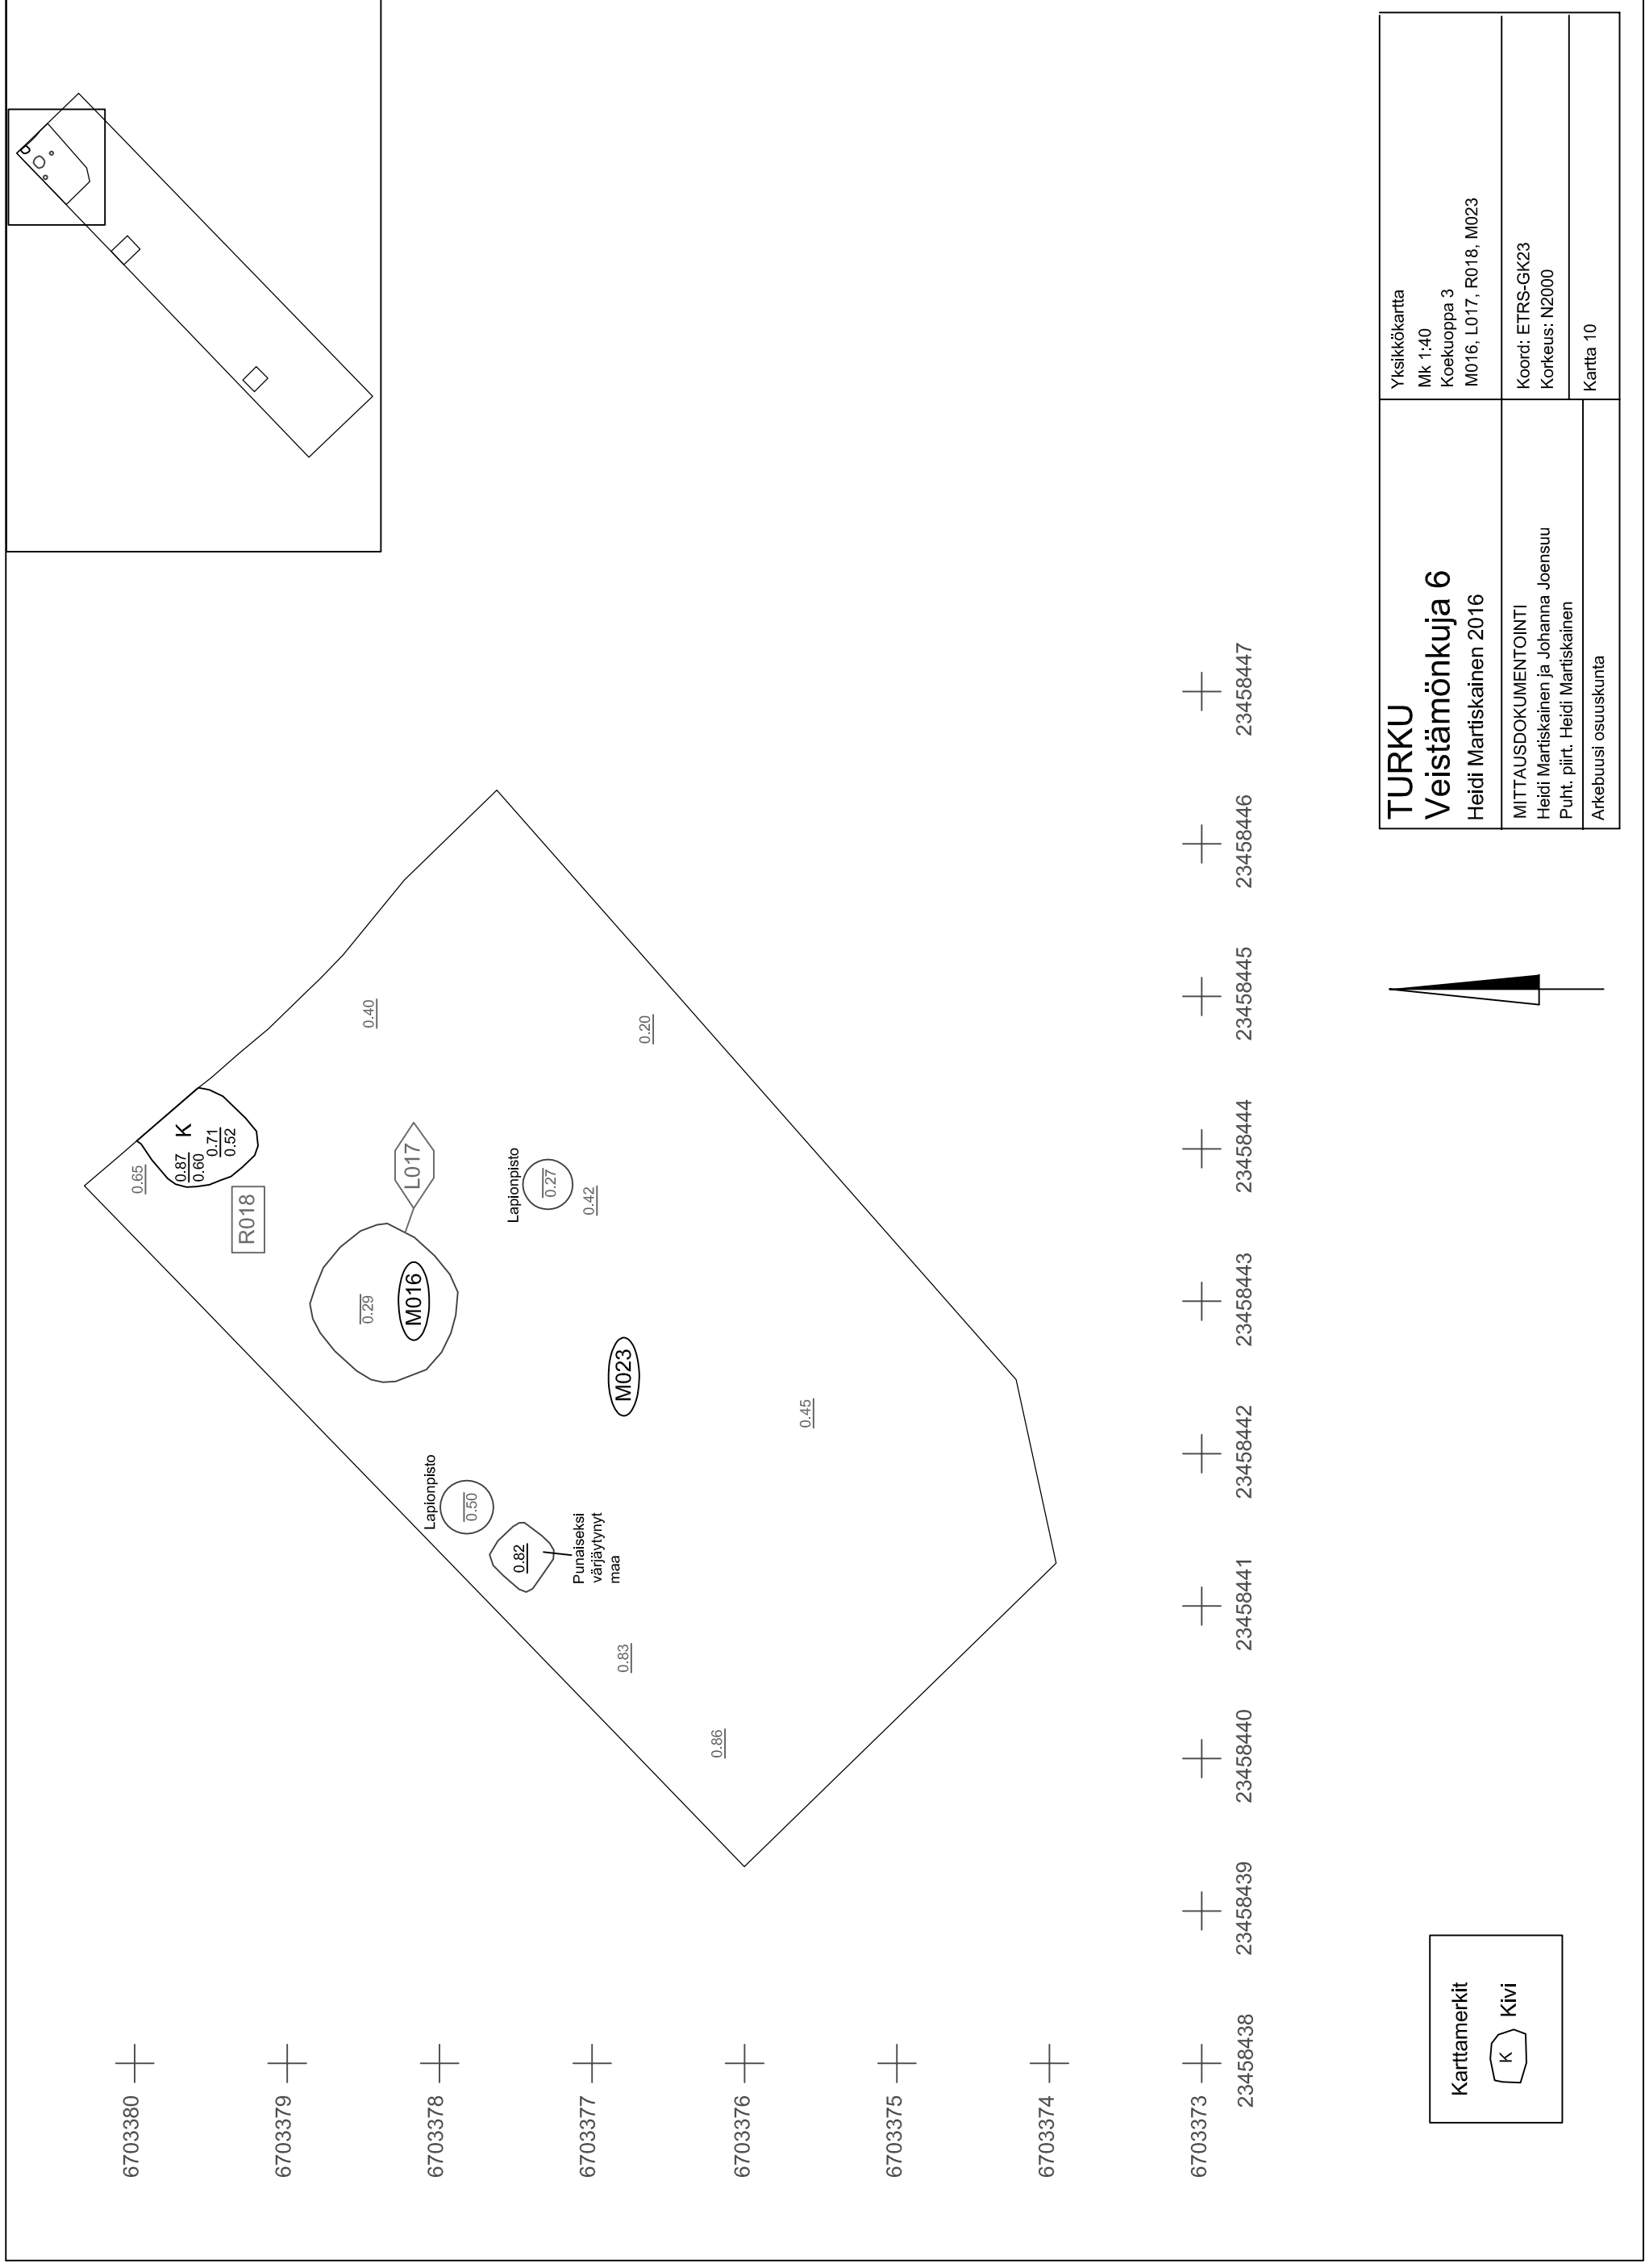 0.65
0.87
0.60
K
0.71
0.52
R018
0.40
L017
0.29
M016
Lapionpisto
0.27
0.42
0.20
M023
Lapionpisto
0.50
0.82
Punaiseksi
värjäytynyt
maa
0.45
0.83
0.86
6703380
6703379
6703378
6703377
6703376
6703375
6703374
6703373
23458438
23458439
23458440
23458441
23458442
23458443
23458444
23458445
23458446
23458447
Karttamerkit
K Kivi
TURKU
Veistämönkuja 6
Heidi Martiskainen 2016
MITTAUSDOKUMENTOINTI
Heidi Martiskainen ja Johanna Joensuu
Puht. piirt. Heidi Martiskainen
Arkebuusi osuuskunta
Yksikkökartta
Mk 1:40
Koekuoppa 3
M016, L017, R018, M023
Koord: ETRS-GK23
Korkeus: N2000
Kartta 10